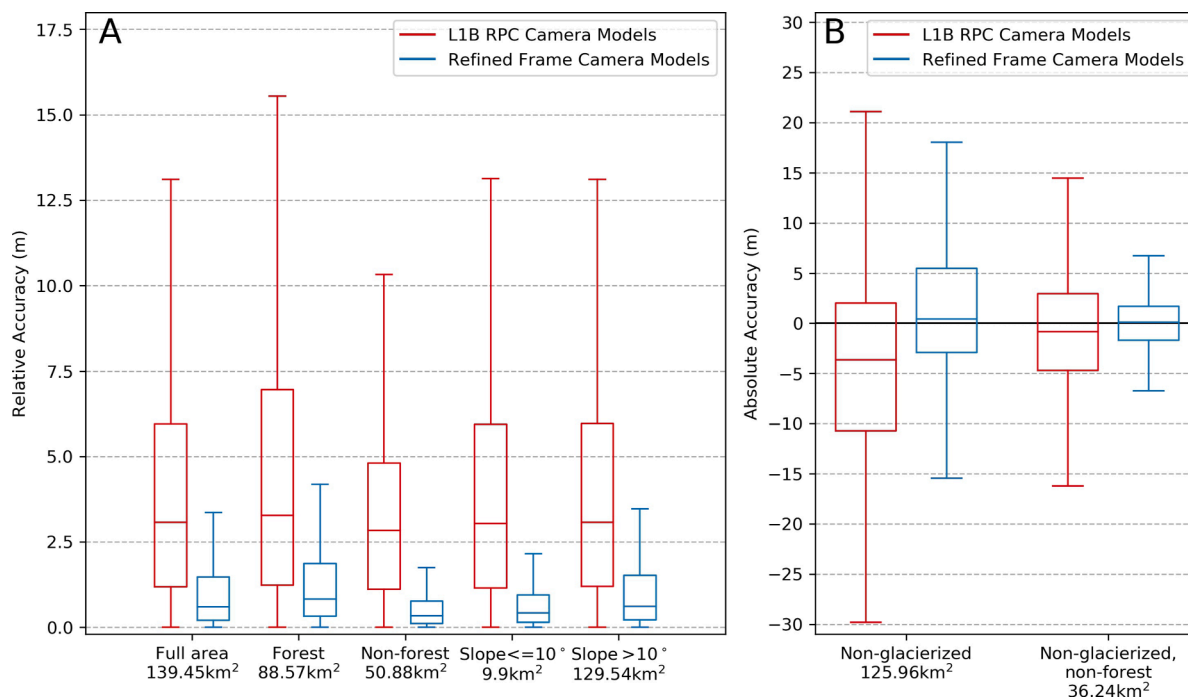 A
L1B RPC Camera Models
Refined Frame Camera Models
17.5
15.0
12.5
10.0
7.5
5.0
2.5
0.0
Relative Accuracy (m)
Full area
139.45km²
Forest
88.57km²
Non-forest
50.88km²
Slope<=10°
9.9km²
Slope>10°
129.54km²
B
L1B RPC Camera Models
Refined Frame Camera Models
30
25
20
15
10
5
0
−5
−10
−15
−20
−25
−30
Absolute Accuracy (m)
Non-glacierized
125.96km²
Non-glacierized,
non-forest
36.24km²